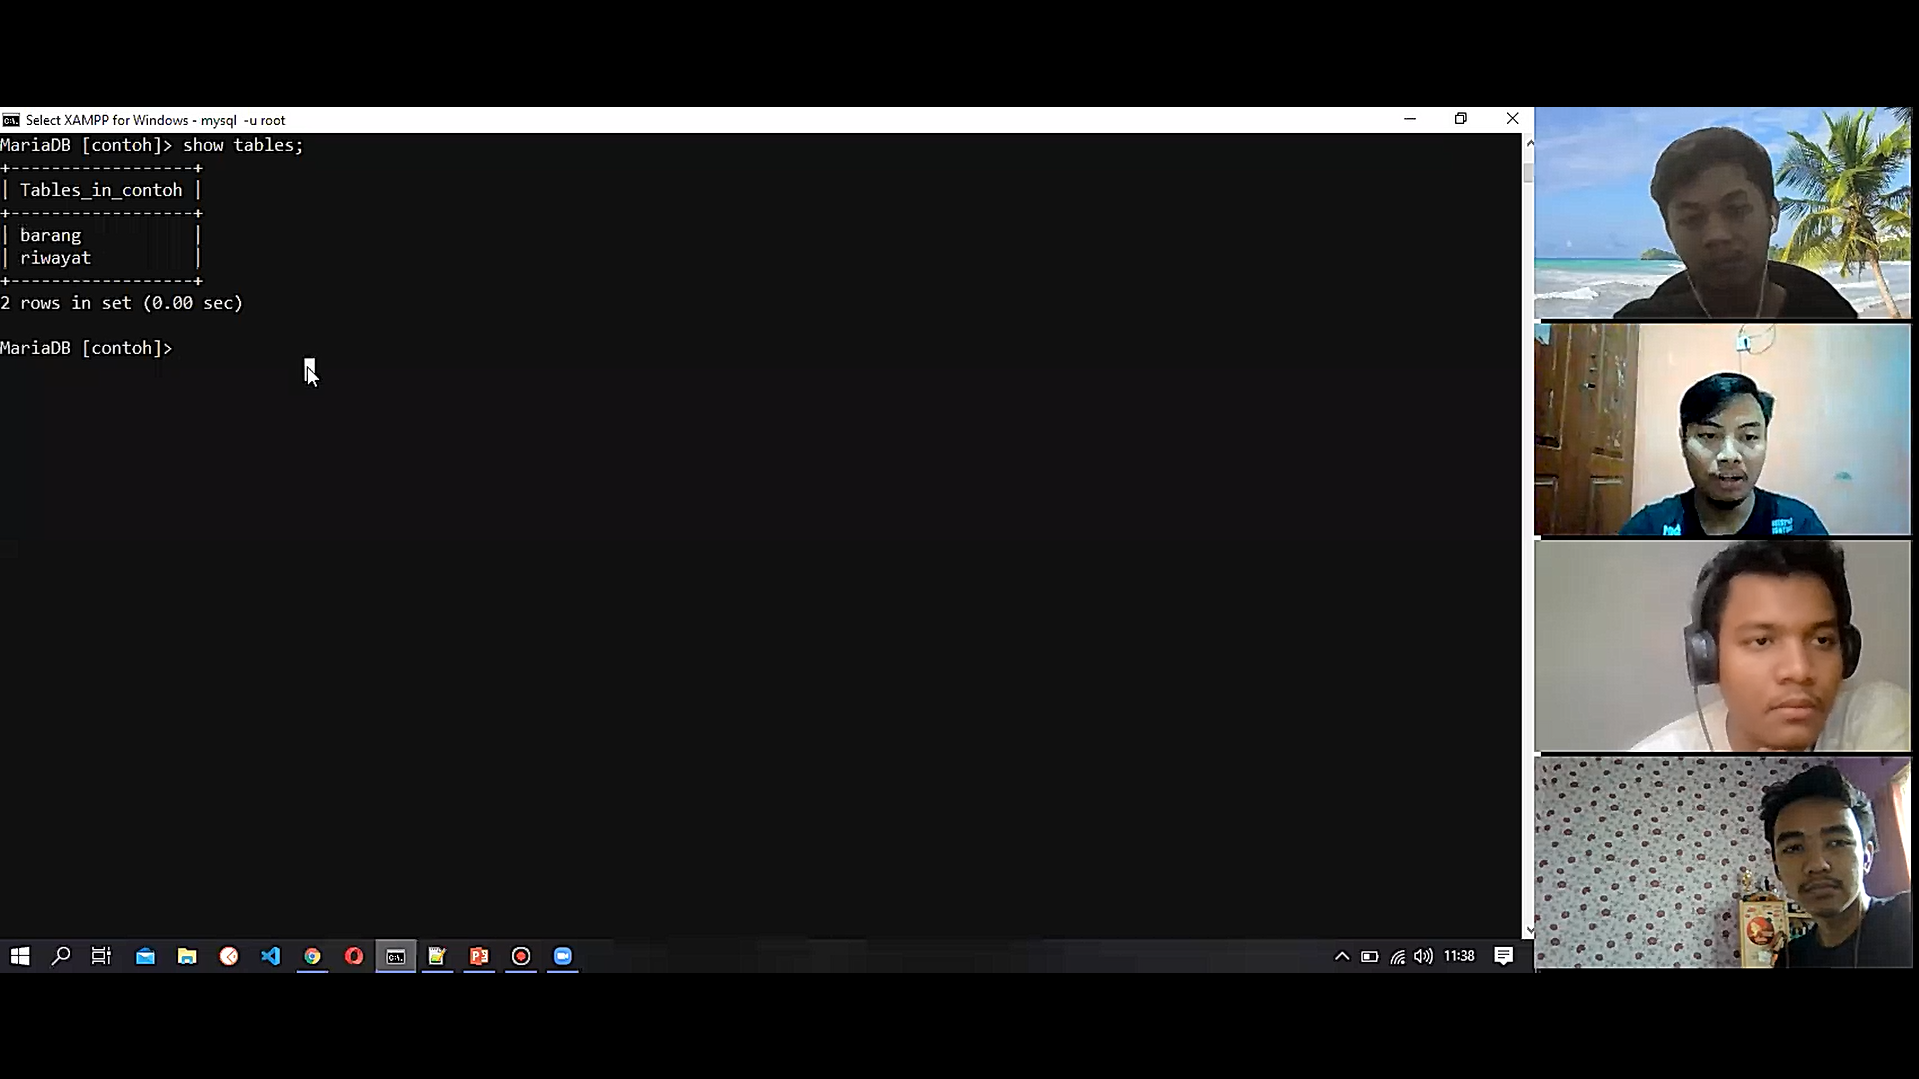 Select XAMPP for Windows - mysql  -u root
MariaDB [contoh]> show tables;
+------------------+
| Tables_in_contoh |
+------------------+
| barang           |
| riwayat          |
+------------------+
2 rows in set (0.00 sec)
MariaDB [contoh]>
11:38